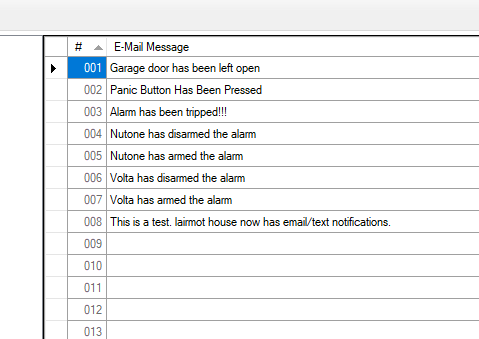 # E-Mail Message
001 Garage door has been left open
002 Panic Button Has Been Pressed
003 Alarm has been tripped!!!
004 Nutone has disarmed the alarm
005 Nutone has armed the alarm
006 Volta has disarmed the alarm
007 Volta has armed the alarm
008 This is a test. lairmot house now has email/text notifications.
009
010
011
012
013